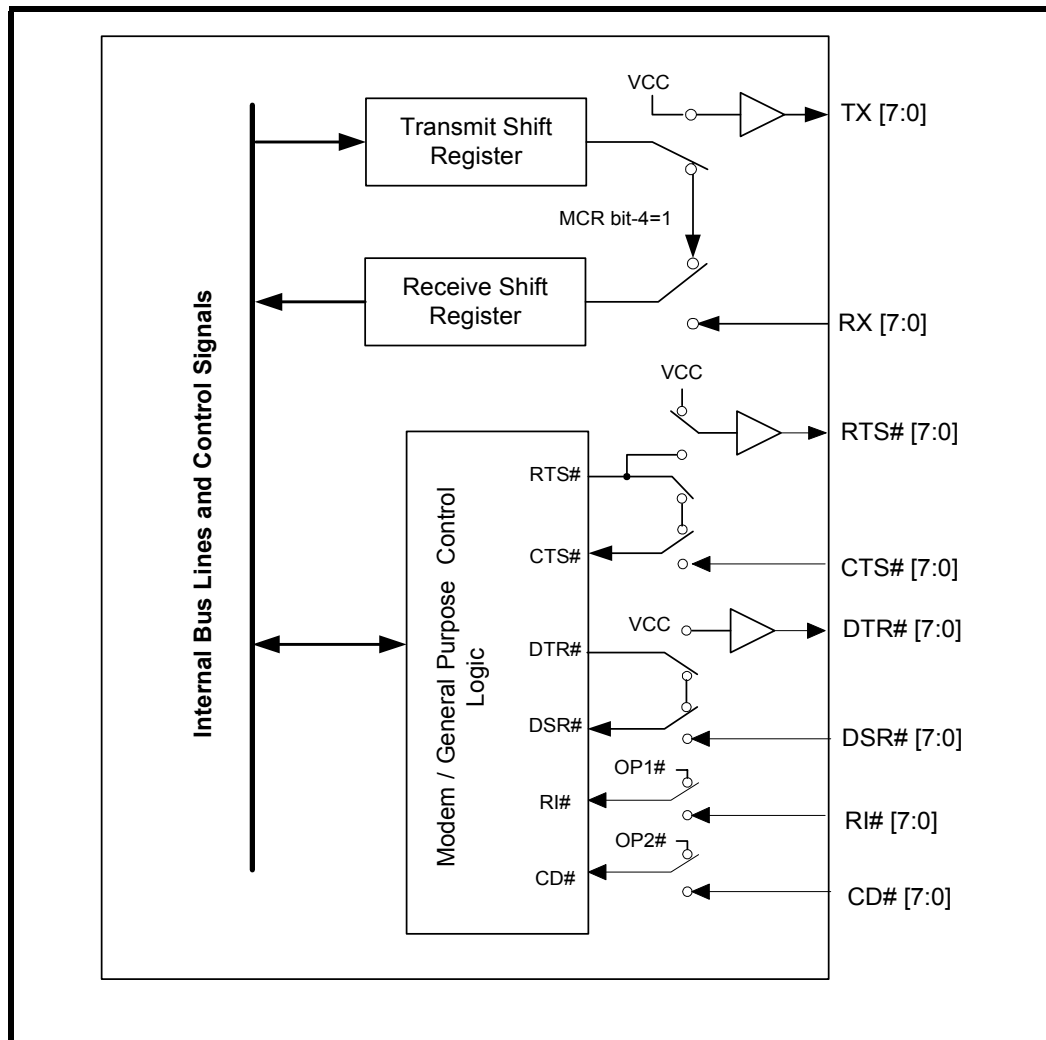 VCC
TX [7:0]
Transmit Shift
Register
MCR bit-4=1
Receive Shift
Register
RX [7:0]
Internal Bus Lines and Control Signals
VCC
RTS# [7:0]
Modem / General Purpose Control
Logic
RTS#
CTS#
CTS# [7:0]
VCC
DTR# [7:0]
DTR#
DSR#
DSR# [7:0]
OP1#
RI#
RI# [7:0]
OP2#
CD#
CD# [7:0]